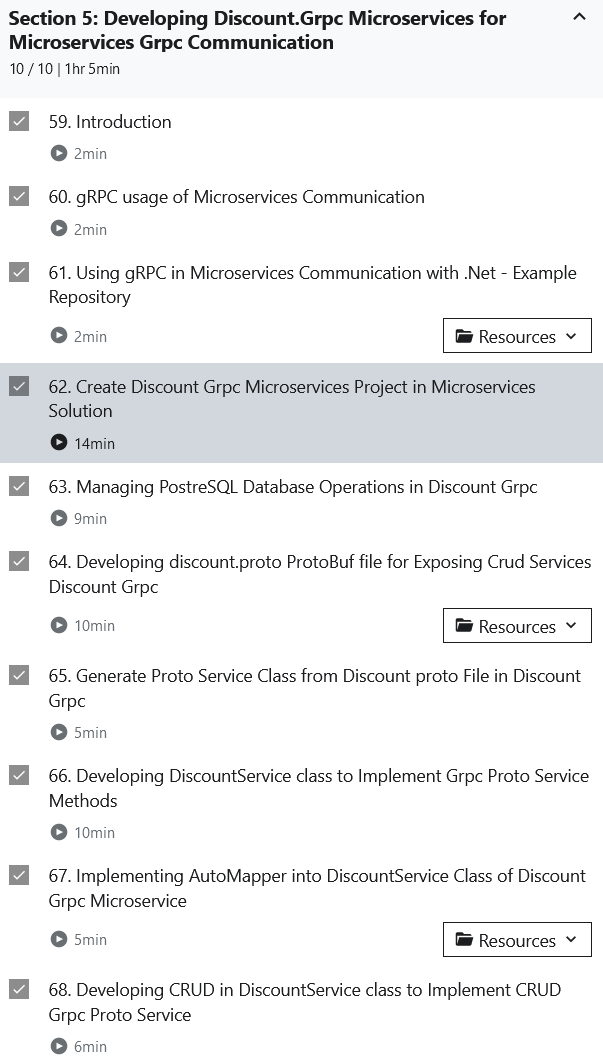 Section 5: Developing Discount.Grpc Microservices for
Microservices Grpc Communication
10 / 10 | 1hr 5min
59. Introduction
2min
60. gRPC usage of Microservices Communication
2min
61. Using gRPC in Microservices Communication with .Net - Example
Repository
2min
Resources
62. Create Discount Grpc Microservices Project in Microservices
Solution
14min
63. Managing PostreSQL Database Operations in Discount Grpc
9min
64. Developing discount.proto ProtoBuf file for Exposing Crud Services
Discount Grpc
10min
Resources
65. Generate Proto Service Class from Discount proto File in Discount
Grpc
5min
66. Developing DiscountService class to Implement Grpc Proto Service
Methods
10min
67. Implementing AutoMapper into DiscountService Class of Discount
Grpc Microservice
5min
Resources
68. Developing CRUD in DiscountService class to Implement CRUD
Grpc Proto Service
6min